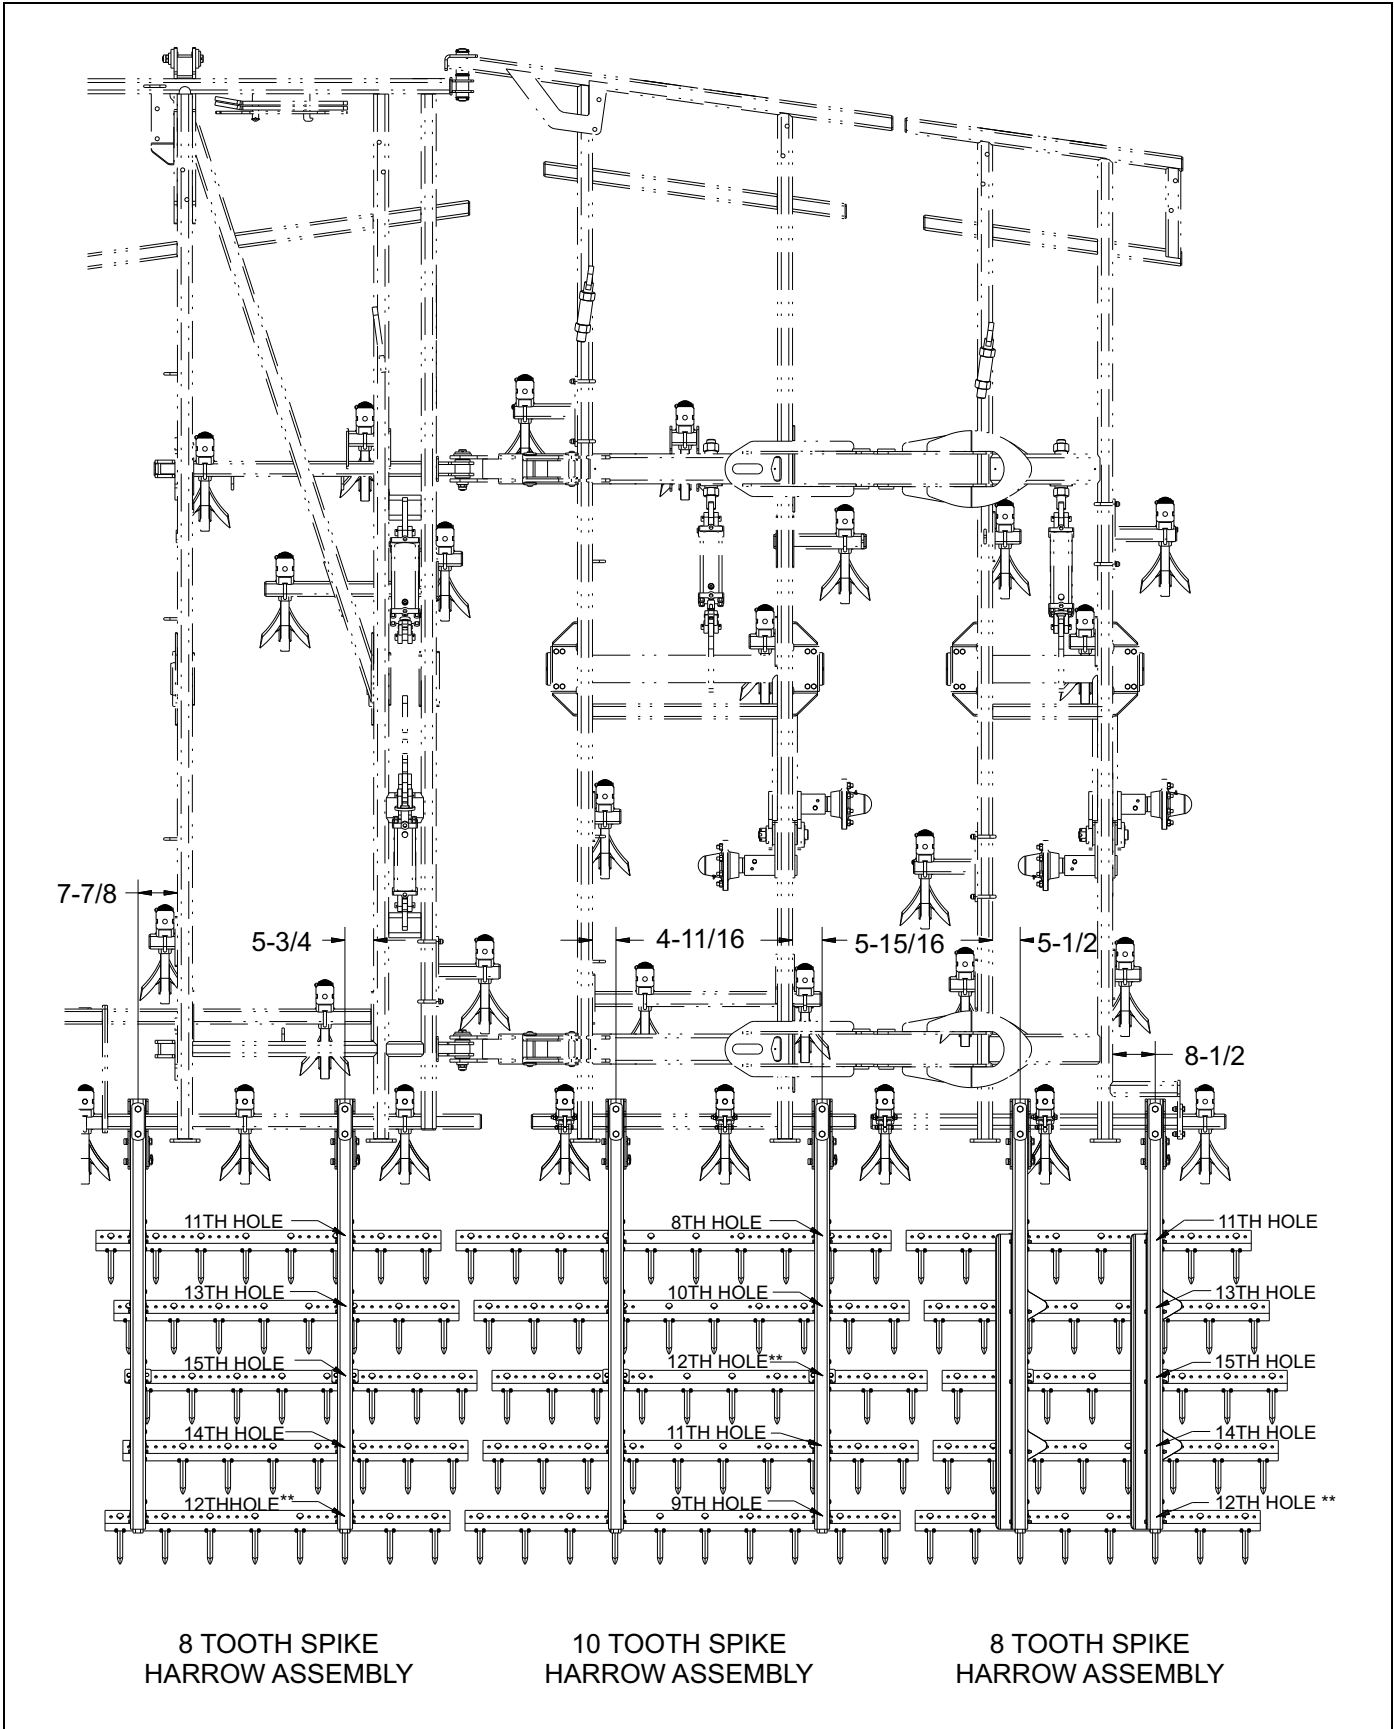 7-7/8
5-3/4
4-11/16
5-15/16
5-1/2
8-1/2
11TH HOLE
8TH HOLE
11TH HOLE
13TH HOLE
10TH HOLE
13TH HOLE
15TH HOLE
12TH HOLE**
15TH HOLE
14TH HOLE
11TH HOLE
14TH HOLE
12THHOLE**
9TH HOLE
12TH HOLE **
8 TOOTH SPIKE
HARROW ASSEMBLY
10 TOOTH SPIKE
HARROW ASSEMBLY
8 TOOTH SPIKE
HARROW ASSEMBLY